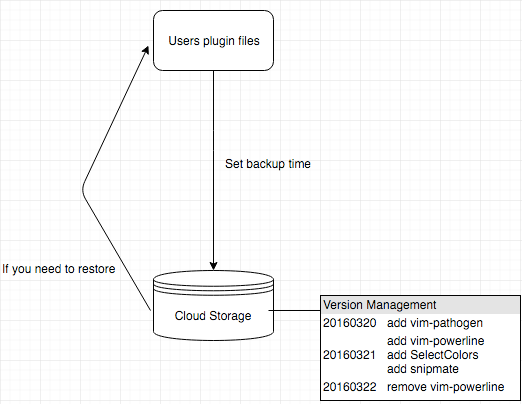 Users plugin files
Set backup time
If you need to restore
Cloud Storage
Version Management
20160320 add vim-pathogen
add vim-powerline
20160321 add SelectColors
add snipmate
20160322 remove vim-powerline